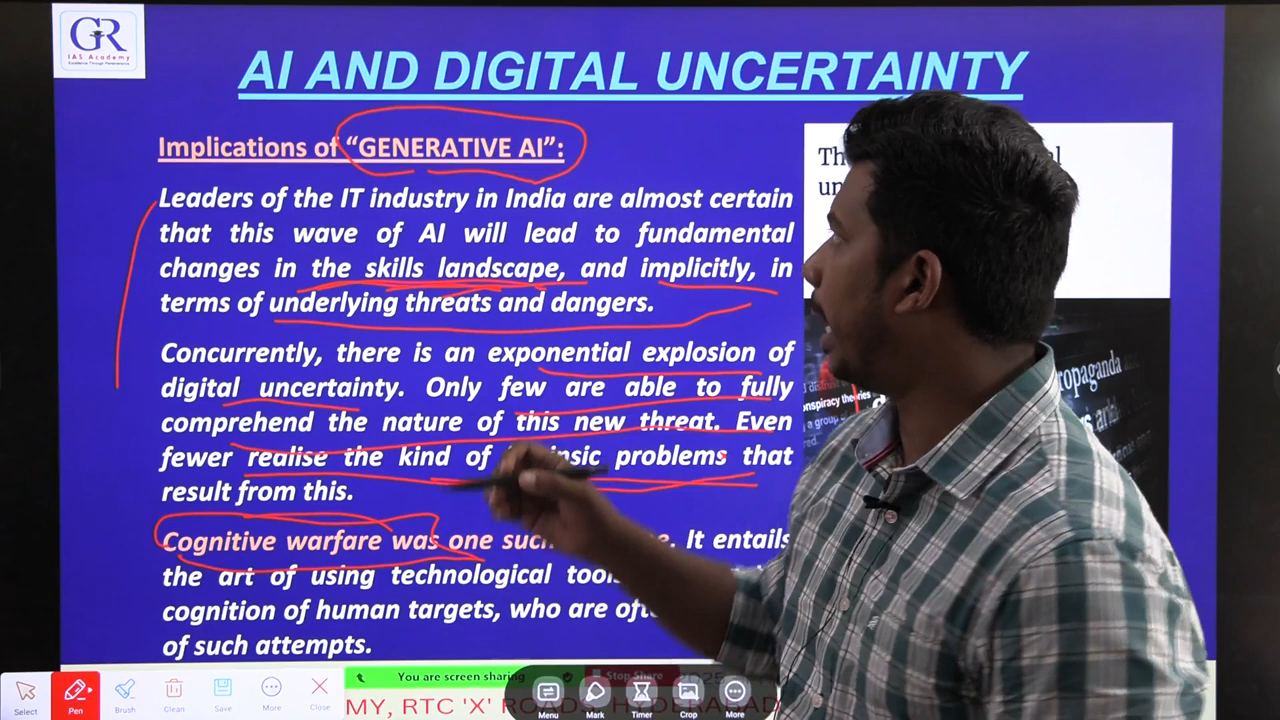 GR
IAS Academy
Excellence Through Perseverance
AI AND DIGITAL UNCERTAINTY
Implications of “GENERATIVE AI”:
Leaders of the IT industry in India are almost certain
that this wave of AI will lead to fundamental
changes in the skills landscape, and implicitly, in
terms of underlying threats and dangers.
Concurrently, there is an exponential explosion of
digital uncertainty. Only few are able to fully
comprehend the nature of this new threat. Even
fewer realise the kind of problems that
result from this.
Cognitive warfare was one It entails
the art of using technological
cognition of human targets, who are
of such attempts.
conspiracy theories
a group
You are screen sharing
Stop Share
Select
Pen
Brush
Clean
Save
More
Close
Menu
Mark
Timer
Crop
More
RTC 'X' ROADS, HYDERABAD